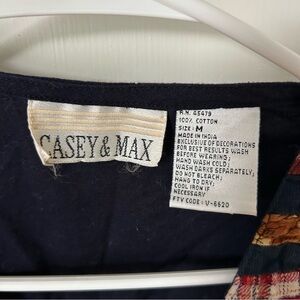 CASEY & MAX
R.N. 65479
100% COTTON
SIZE: M
MADE IN INDIA
EXCLUSIVE OF DECORATIONS
FOR BEST RESULTS WASH
BEFORE WEARING;
HAND WASH COLD;
WASH DARKS SEPARATELY;
DO NOT BLEACH;
HANG TO DRY;
COOL IRON IF
NECESSARY
FTY CODE: U-6620